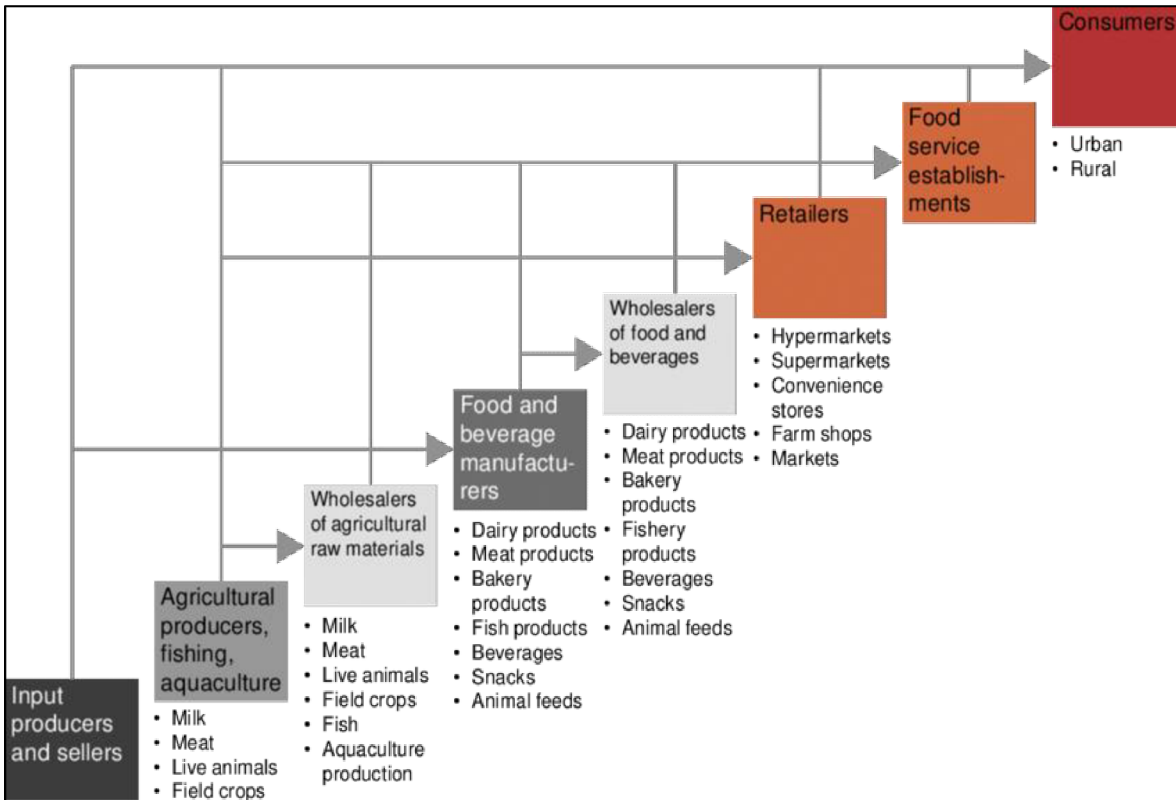 Consumers
• Urban
• Rural
Food
service
establish-
ments
Retailers
• Hypermarkets
• Supermarkets
• Convenience
stores
• Farm shops
• Markets
Wholesalers
of food and
beverages
• Dairy products
• Meat products
• Bakery
products
• Fishery
products
• Beverages
• Snacks
• Animal feeds
Food and
beverage
manufactu-
rers
• Dairy products
• Meat products
• Bakery
products
• Fish products
• Beverages
• Snacks
• Animal feeds
Wholesalers
of agricultural
raw materials
• Milk
• Meat
• Live animals
• Field crops
• Fish
• Aquaculture
production
Agricultural
producers,
fishing,
aquaculture
• Milk
• Meat
• Live animals
• Field crops
Input
producers
and sellers